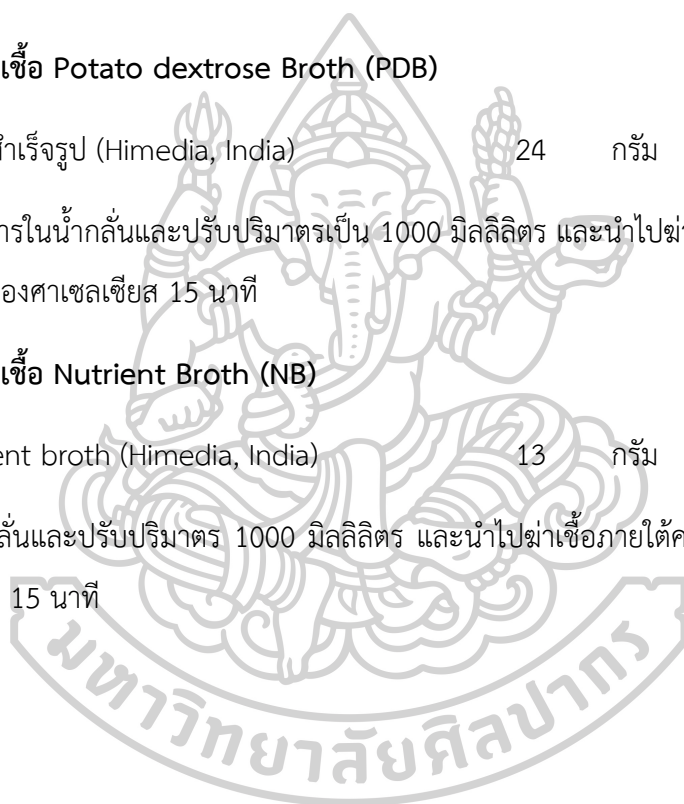 เชื้อ Potato dextrose Broth (PDB)
สำเร็จรูป (Himedia, India) 24 กรัม
ารในน้ำกลั่นและปรับปริมาตรเป็น 1000 มิลลิลิตร และนำไปฆ่า
องศาเซลเซียส 15 นาที
เชื้อ Nutrient Broth (NB)
ent broth (Himedia, India) 13 กรัม
ลั่นและปรับปริมาตร 1000 มิลลิลิตร และนำไปฆ่าเชื้อภายใต้ค
15 นาที
มหาวิทยาลัยศิลปากร